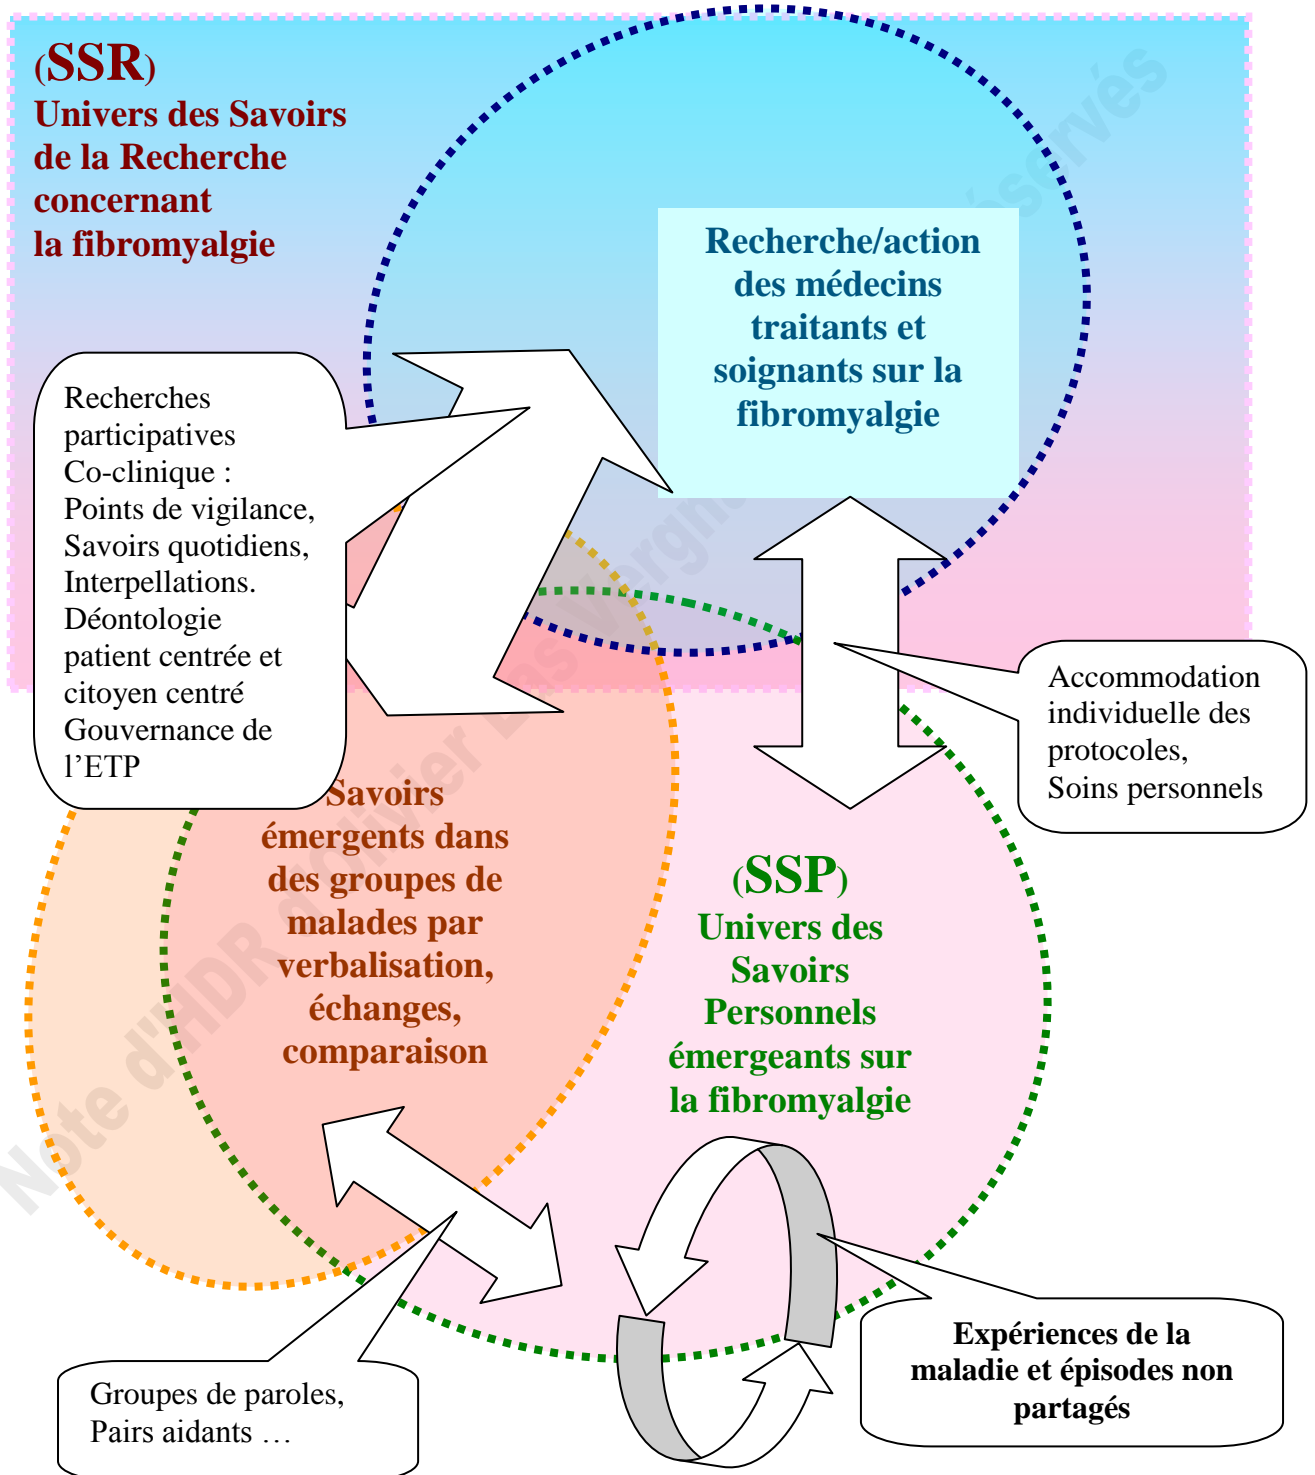 (SSR)
Univers des Savoirs
de la Recherche
concernant
la fibromyalgie
Recherche/action
des médecins
traitants et
soignants sur la
fibromyalgie
Recherches
participatives
Co-clinique :
Points de vigilance,
Savoirs quotidiens,
Interpellations.
Déontologie
patient centrée et
citoyen centré
Gouvernance de
l’ETP
Accommodation
individuelle des
protocoles,
Soins personnels
Savoirs
émergents dans
des groupes de
malades par
verbalisation,
échanges,
comparaison
(SSP)
Univers des
Savoirs
Personnels
émergeants sur
la fibromyalgie
Expériences de la
maladie et épisodes non
partagés
Groupes de paroles,
Pairs aidants …
Note d'HDR d'olivier Las